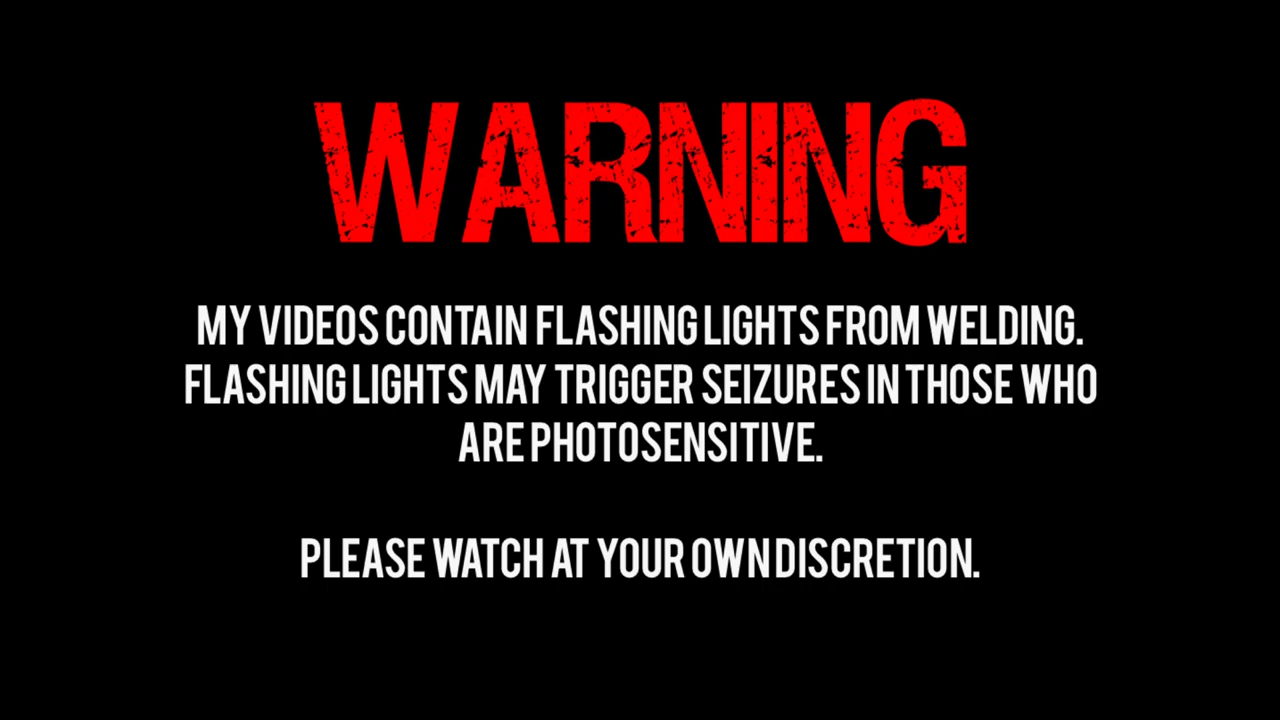 WARNING
MY VIDEOS CONTAIN FLASHING LIGHTS FROM WELDING.
FLASHING LIGHTS MAY TRIGGER SEIZURES IN THOSE WHO
ARE PHOTOSENSITIVE.
PLEASE WATCH AT YOUR OWN DISCRETION.